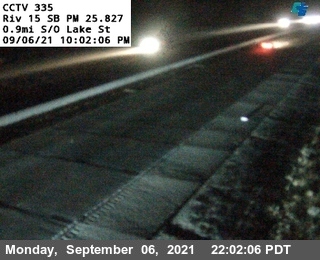 CCTV 335
Riv 15 SB PM 25.827
0.9mi S/O Lake St
09/06/21 10:02:06 PM
Monday, September 06, 2021 22:02:06 PDT